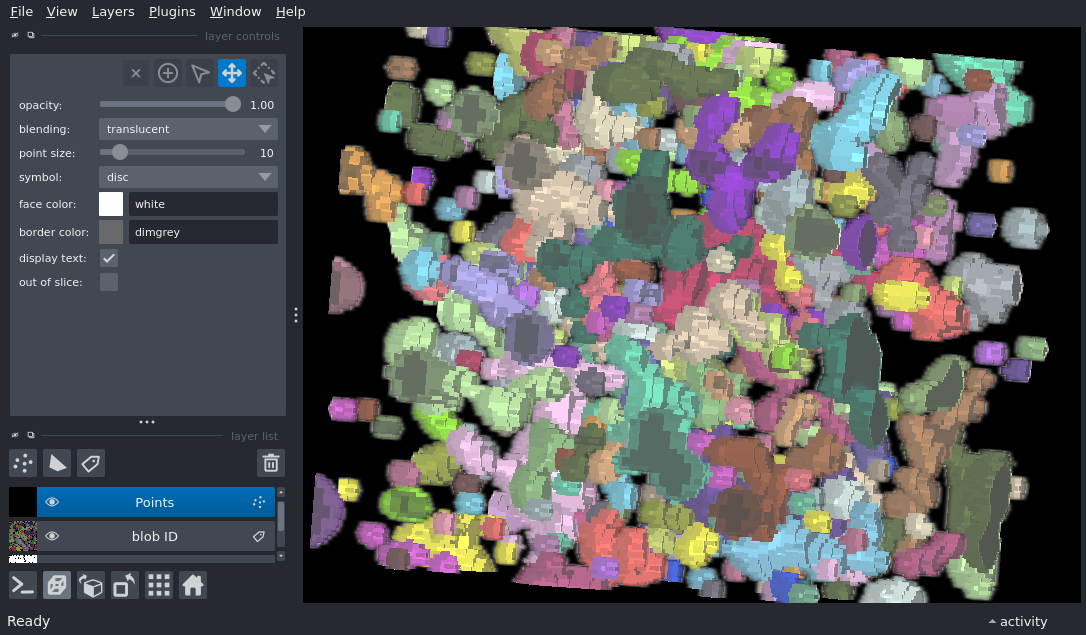 File View Layers Plugins Window Help
layer controls
opacity: 1.00
blending: translucent
point size: 10
symbol: disc
face color: white
border color: dimgrey
display text:
out of slice:
layer list
Points
blob ID
Ready
activity